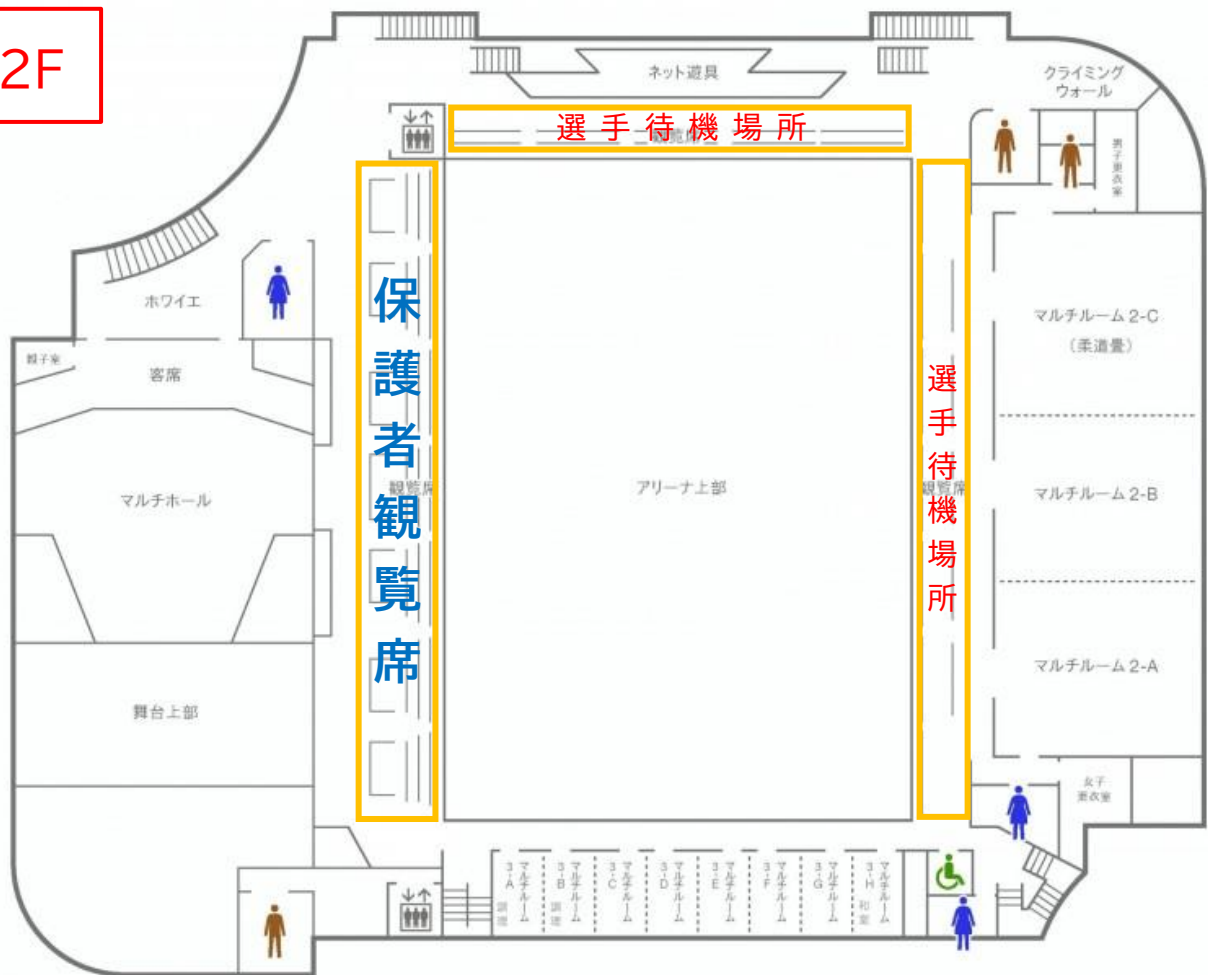 2F
ネット遊具
クライミング
ウォール
選手待機場所
観覧席
男子更衣室
ホワイエ
親子室
客席
マルチホール
舞台上部
保護者観覧席
観覧席
アリーナ上部
選手待機場所
観覧席
マルチルーム 2-C
（柔道畳）
マルチルーム 2-B
マルチルーム 2-A
女子
更衣室
マルチルーム
3-A 調理
マルチルーム
3-B 調理
マルチルーム
3-C
マルチルーム
3-D
マルチルーム
3-E
マルチルーム
3-F
マルチルーム
3-G
マルチルーム
3-H 和室